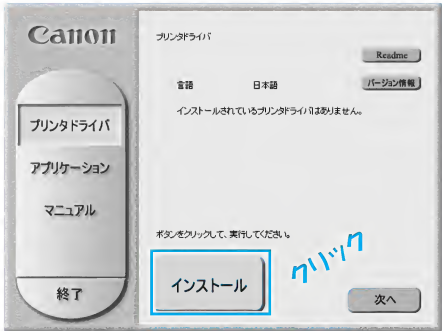 Canon
プリンタドライバ
アプリケーション
マニュアル
終了
プリンタドライバ
Readme
言語 日本語
バージョン情報
インストールされているプリンタドライバはありません。
ボタンをクリックして、実行してください。
インストール
クリック
次へ